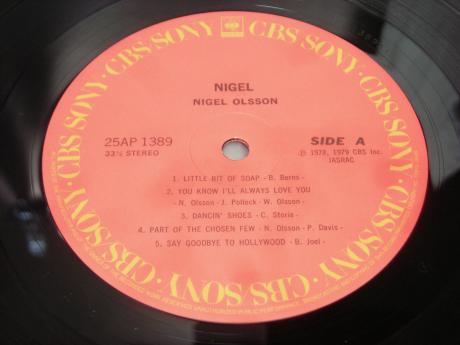 CBS/SONY · CBS/SONY · CBS/SONY · CBS/SONY · CBS/SONY · CBS/SONY
NIGEL
NIGEL OLSSON
25AP 1389
33⅓ STEREO
SIDE A
Ⓟ 1978, 1979 CBS Inc.
JASRAC
1. LITTLE BIT OF SOAP - B. Berns -
2. YOU KNOW I'LL ALWAYS LOVE YOU
- N. Olsson - J. Polleck - W. Olsson -
3. DANCIN' SHOES - C. Storie -
4. PART OF THE CHOSEN FEW - N. Olsson - P. Davis -
5. SAY GOODBYE TO HOLLYWOOD - B. Joel -